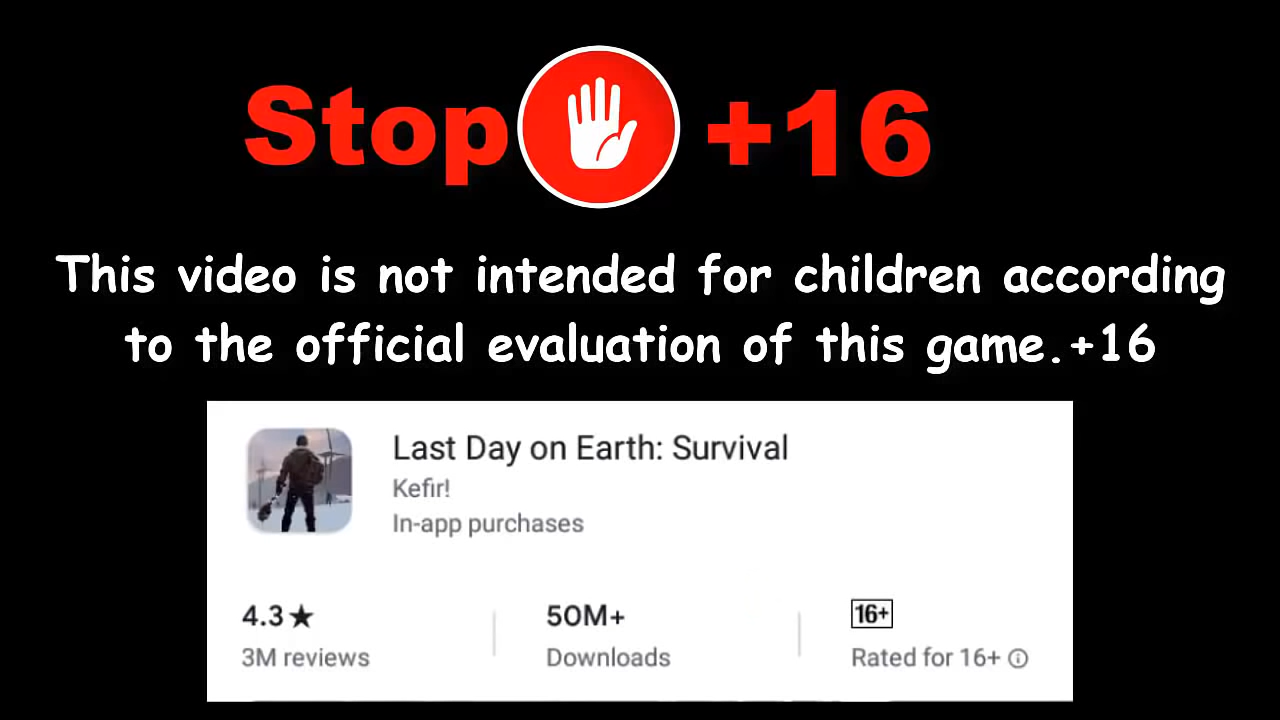 Stop +16
This video is not intended for children according
to the official evaluation of this game.+16
Last Day on Earth: Survival
Kefir!
In-app purchases
4.3★ 50M+ 16+
3M reviews Downloads Rated for 16+